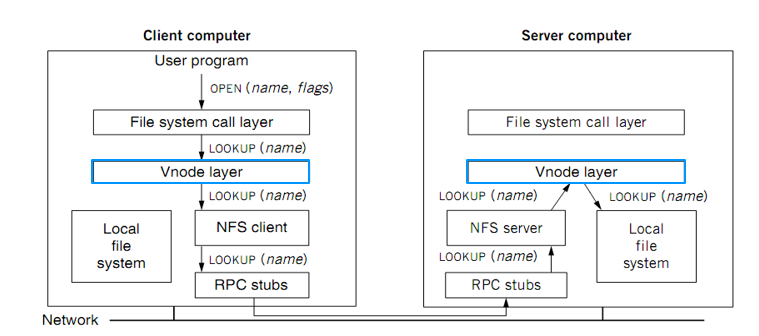 Client computer
User program
OPEN (name, flags)
File system call layer
LOOKUP (name)
Vnode layer
LOOKUP (name)
Local
file
system
NFS client
LOOKUP (name)
RPC stubs
Server computer
File system call layer
Vnode layer
LOOKUP (name)
LOOKUP (name)
NFS server
Local
file
system
LOOKUP (name)
RPC stubs
Network